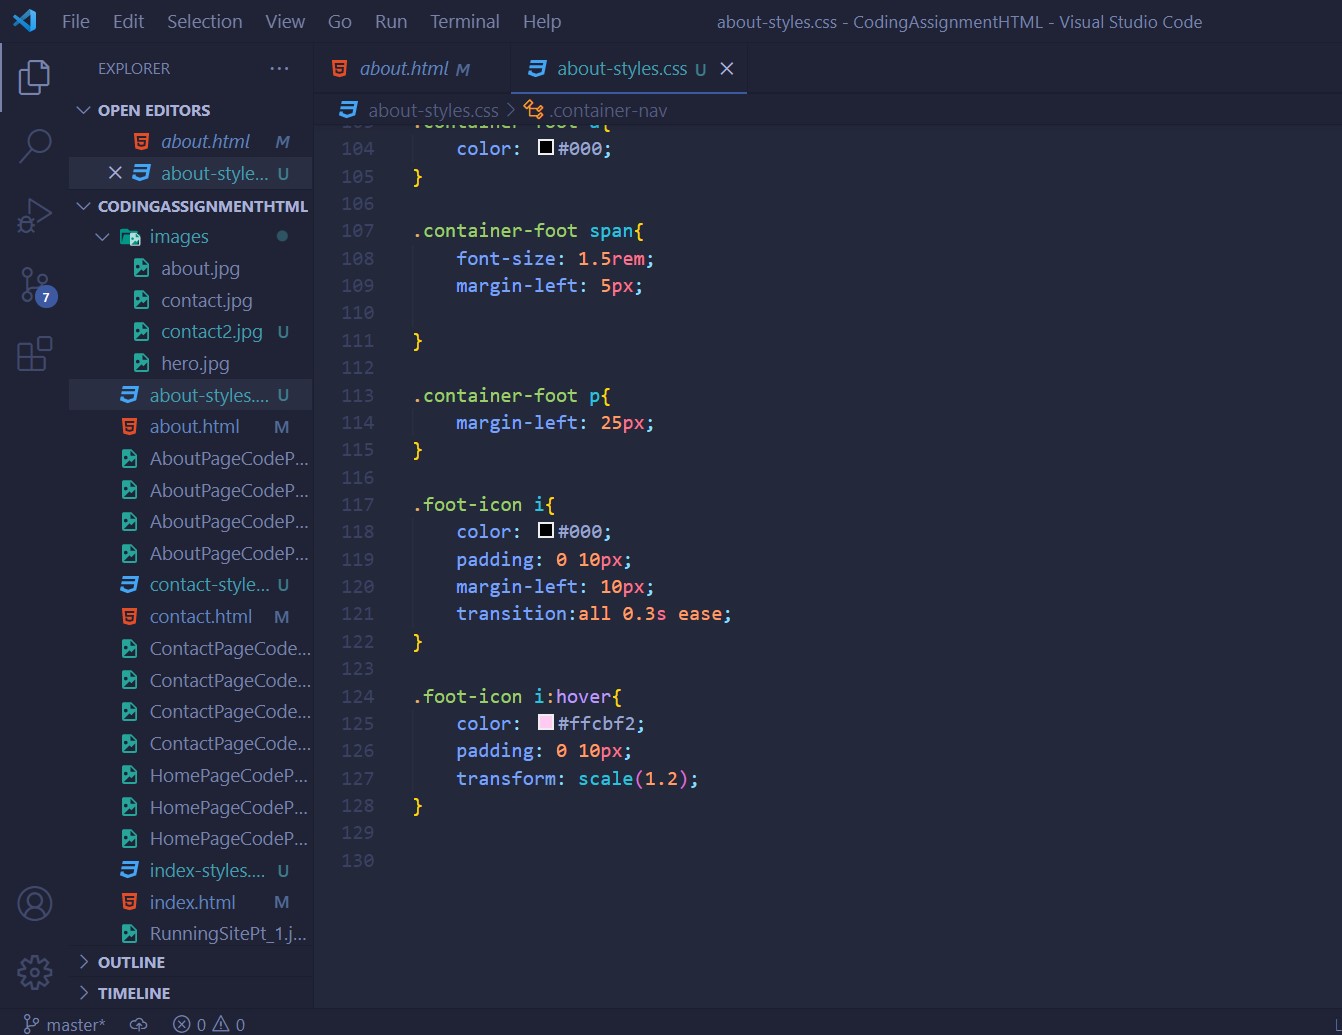 File Edit Selection View Go Run Terminal Help about-styles.css - CodingAssignmentHTML - Visual Studio Code
EXPLORER ···
OPEN EDITORS
about.html M
about-style... U
CODINGASSIGNMENTHTML
images
about.jpg
contact.jpg
contact2.jpg U
hero.jpg
about-styles.... U
about.html M
AboutPageCodeP...
AboutPageCodeP...
AboutPageCodeP...
AboutPageCodeP...
contact-style... U
contact.html M
ContactPageCode...
ContactPageCode...
ContactPageCode...
ContactPageCode...
HomePageCodeP...
HomePageCodeP...
HomePageCodeP...
index-styles.... U
index.html M
RunningSitePt_1.j...
OUTLINE
TIMELINE
7
about.html M about-styles.css U
about-styles.css > .container-nav
103 .container-foot a{
104 color: #000;
105 }
106
107 .container-foot span{
108 font-size: 1.5rem;
109 margin-left: 5px;
110
111 }
112
113 .container-foot p{
114 margin-left: 25px;
115 }
116
117 .foot-icon i{
118 color: #000;
119 padding: 0 10px;
120 margin-left: 10px;
121 transition:all 0.3s ease;
122 }
123
124 .foot-icon i:hover{
125 color: #ffcbf2;
126 padding: 0 10px;
127 transform: scale(1.2);
128 }
129
130
master* 0 0